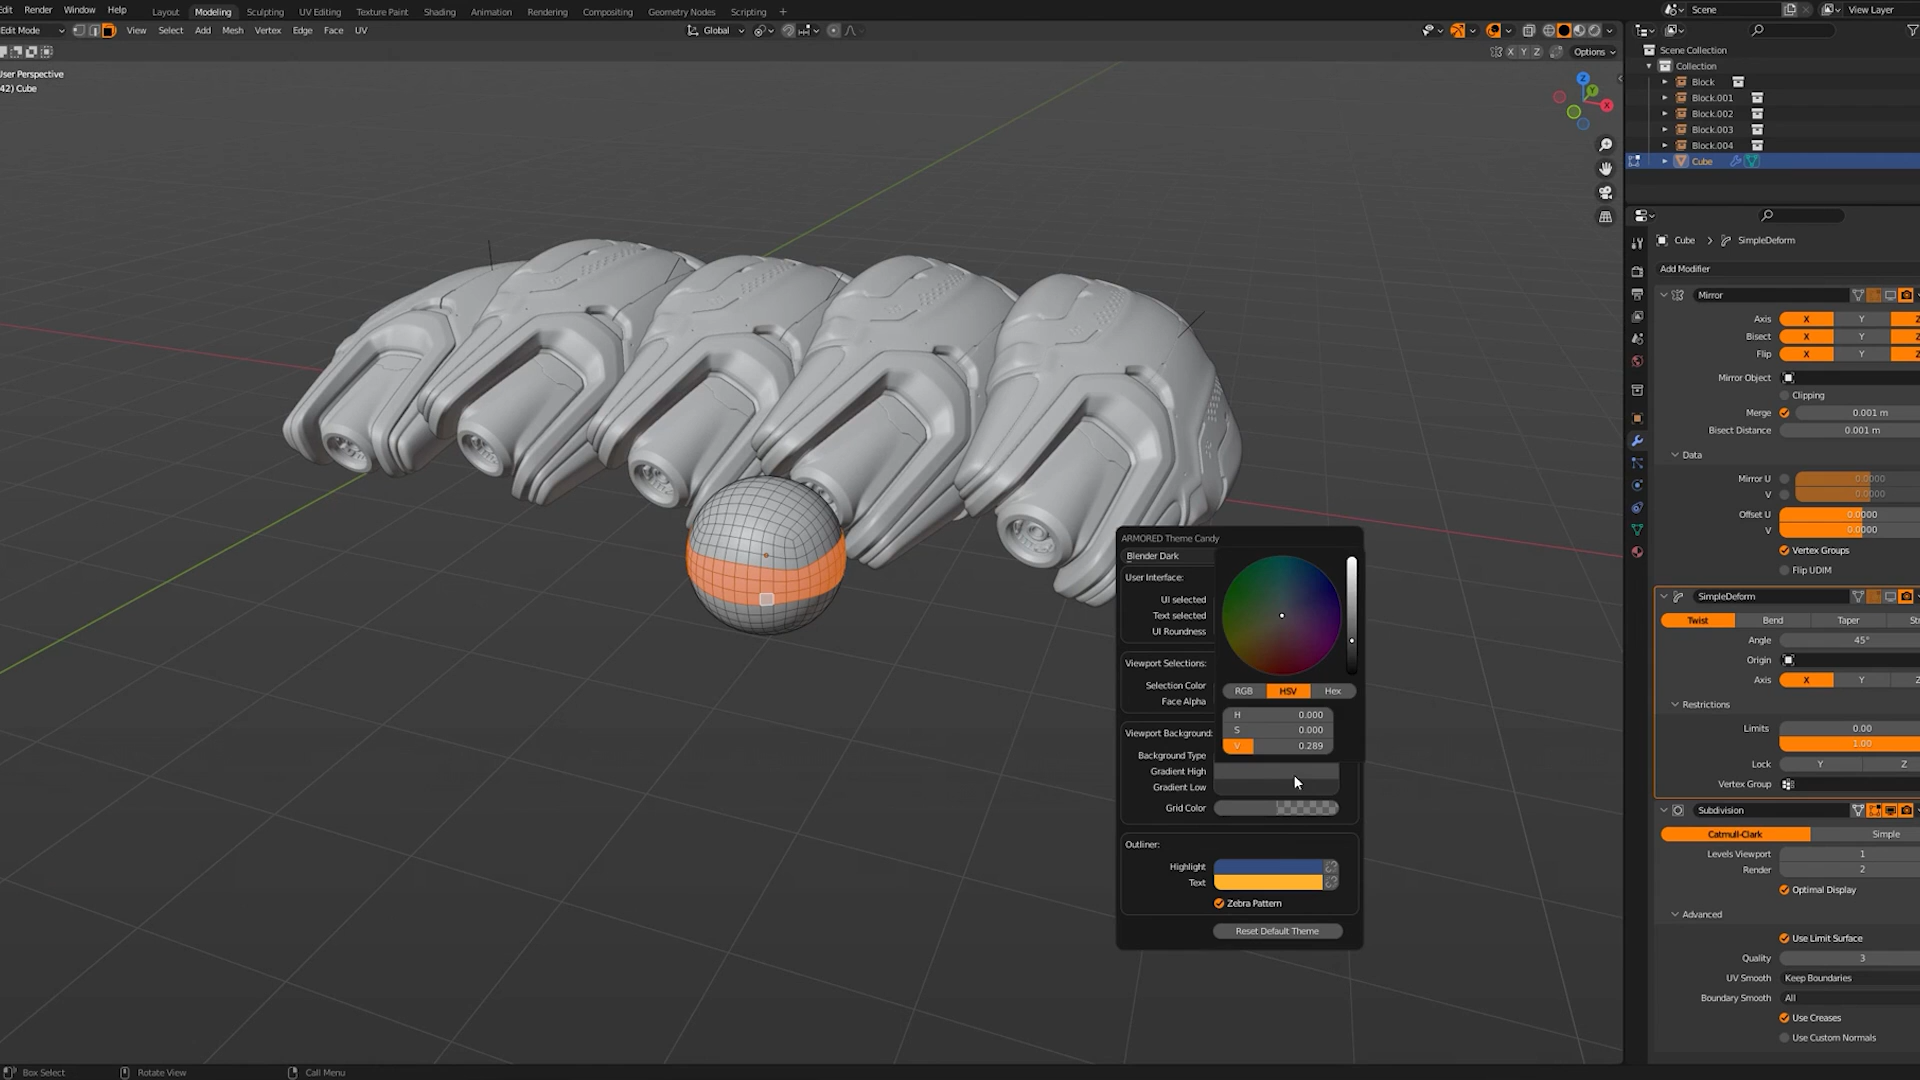 Edit Render Window Help Layout Modeling Sculpting UV Editing Texture Paint Shading Animation Rendering Compositing Geometry Nodes Scripting + Scene View Layer
Edit Mode View Select Add Mesh Vertex Edge Face UV Global
X Y Z Options
User Perspective
42) Cube
Z
Y
X
Scene Collection
Collection
Block
Block.001
Block.002
Block.003
Block.004
Cube
Cube > SimpleDeform
Add Modifier
Mirror
Axis X Y Z
Bisect X Y Z
Flip X Y Z
Mirror Object
Clipping
Merge 0.001 m
Bisect Distance 0.001 m
Data
Mirror U 0.0000
V 0.0000
Offset U 0.0000
V 0.0000
Vertex Groups
Flip UDIM
SimpleDeform
Twist Bend Taper St
Angle 45°
Origin
Axis X Y Z
Restrictions
Limits 0.00
1.00
Lock Y Z
Vertex Group
Subdivision
Catmull-Clark Simple
Levels Viewport 1
Render 2
Optimal Display
Advanced
Use Limit Surface
Quality 3
UV Smooth Keep Boundaries
Boundary Smooth All
Use Creases
Use Custom Normals
ARMORED Theme Candy
Blender Dark
User Interface:
UI selected
Text selected
UI Roundness
Viewport Selections:
Selection Color
Face Alpha
RGB HSV Hex
H 0.000
S 0.000
V 0.289
Viewport Background:
Background Type
Gradient High
Gradient Low
Grid Color
Outliner:
Highlight
Text
Zebra Pattern
Reset Default Theme
Box Select Rotate View Call Menu